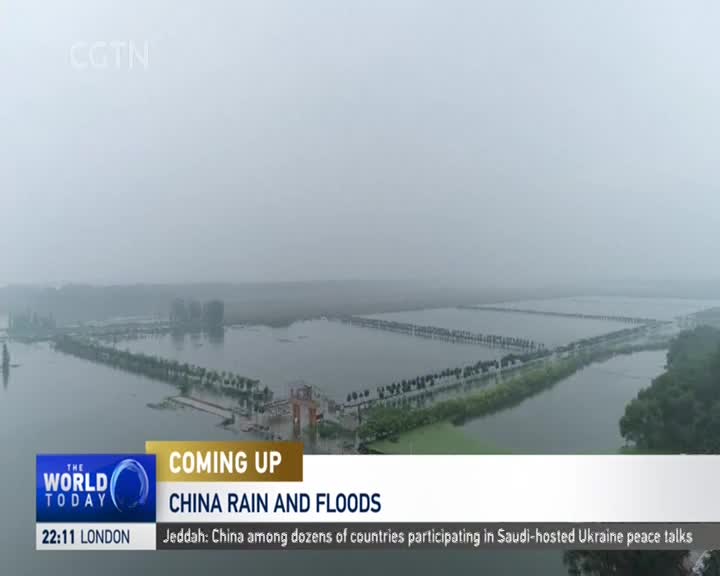 CGTN
COMING UP
THE
WORLD
TODAY
CHINA RAIN AND FLOODS
22:11 LONDON
Jeddah: China among dozens of countries participating in Saudi-hosted Ukraine peace talks